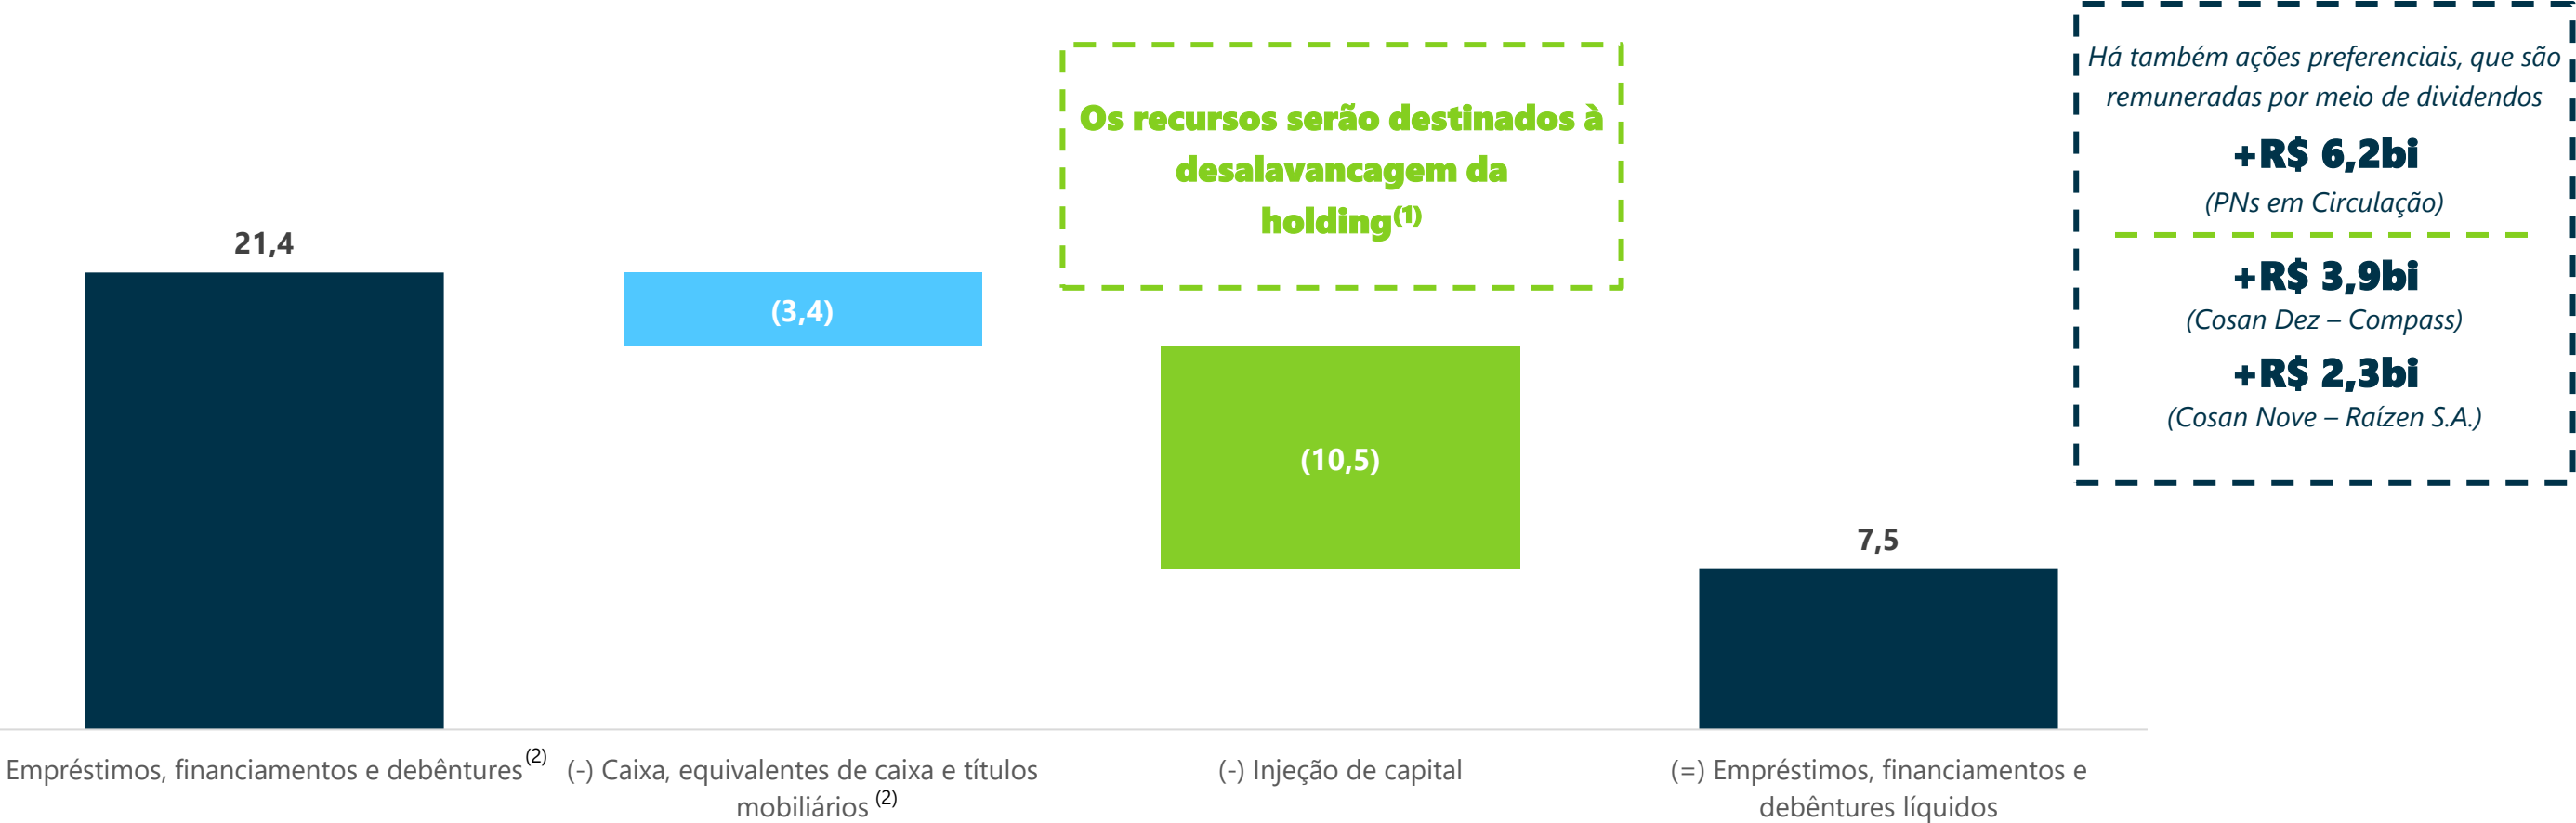 Há também ações preferenciais, que são
remuneradas por meio de dividendos
+R$ 6,2bi
(PNs em Circulação)
+R$ 3,9bi
(Cosan Dez – Compass)
+R$ 2,3bi
(Cosan Nove – Raízen S.A.)
Os recursos serão destinados à
desalavancagem da
holding(1)
21,4
(3,4)
(10,5)
7,5
Empréstimos, financiamentos e debêntures(2)
(-) Caixa, equivalentes de caixa e títulos
mobiliários (2)
(-) Injeção de capital
(=) Empréstimos, financiamentos e
debêntures líquidos